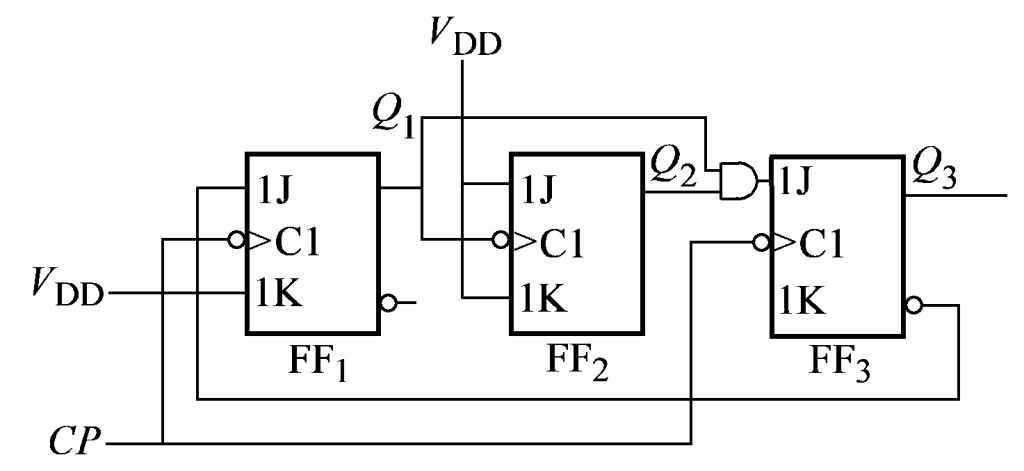 V_DD
Q_1
Q_2
Q_3
1J
1J
1J
C1
C1
C1
V_DD
1K
1K
1K
FF_1
FF_2
FF_3
CP